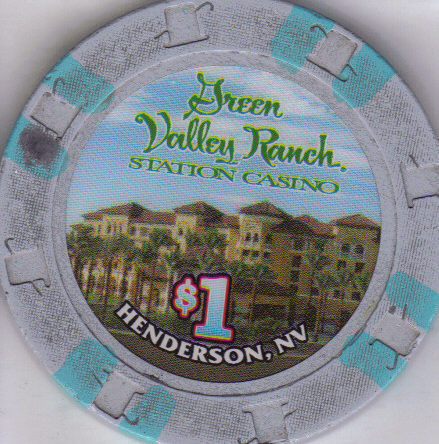 Green
Valley Ranch.
STATION CASINO
$1
HENDERSON, NV